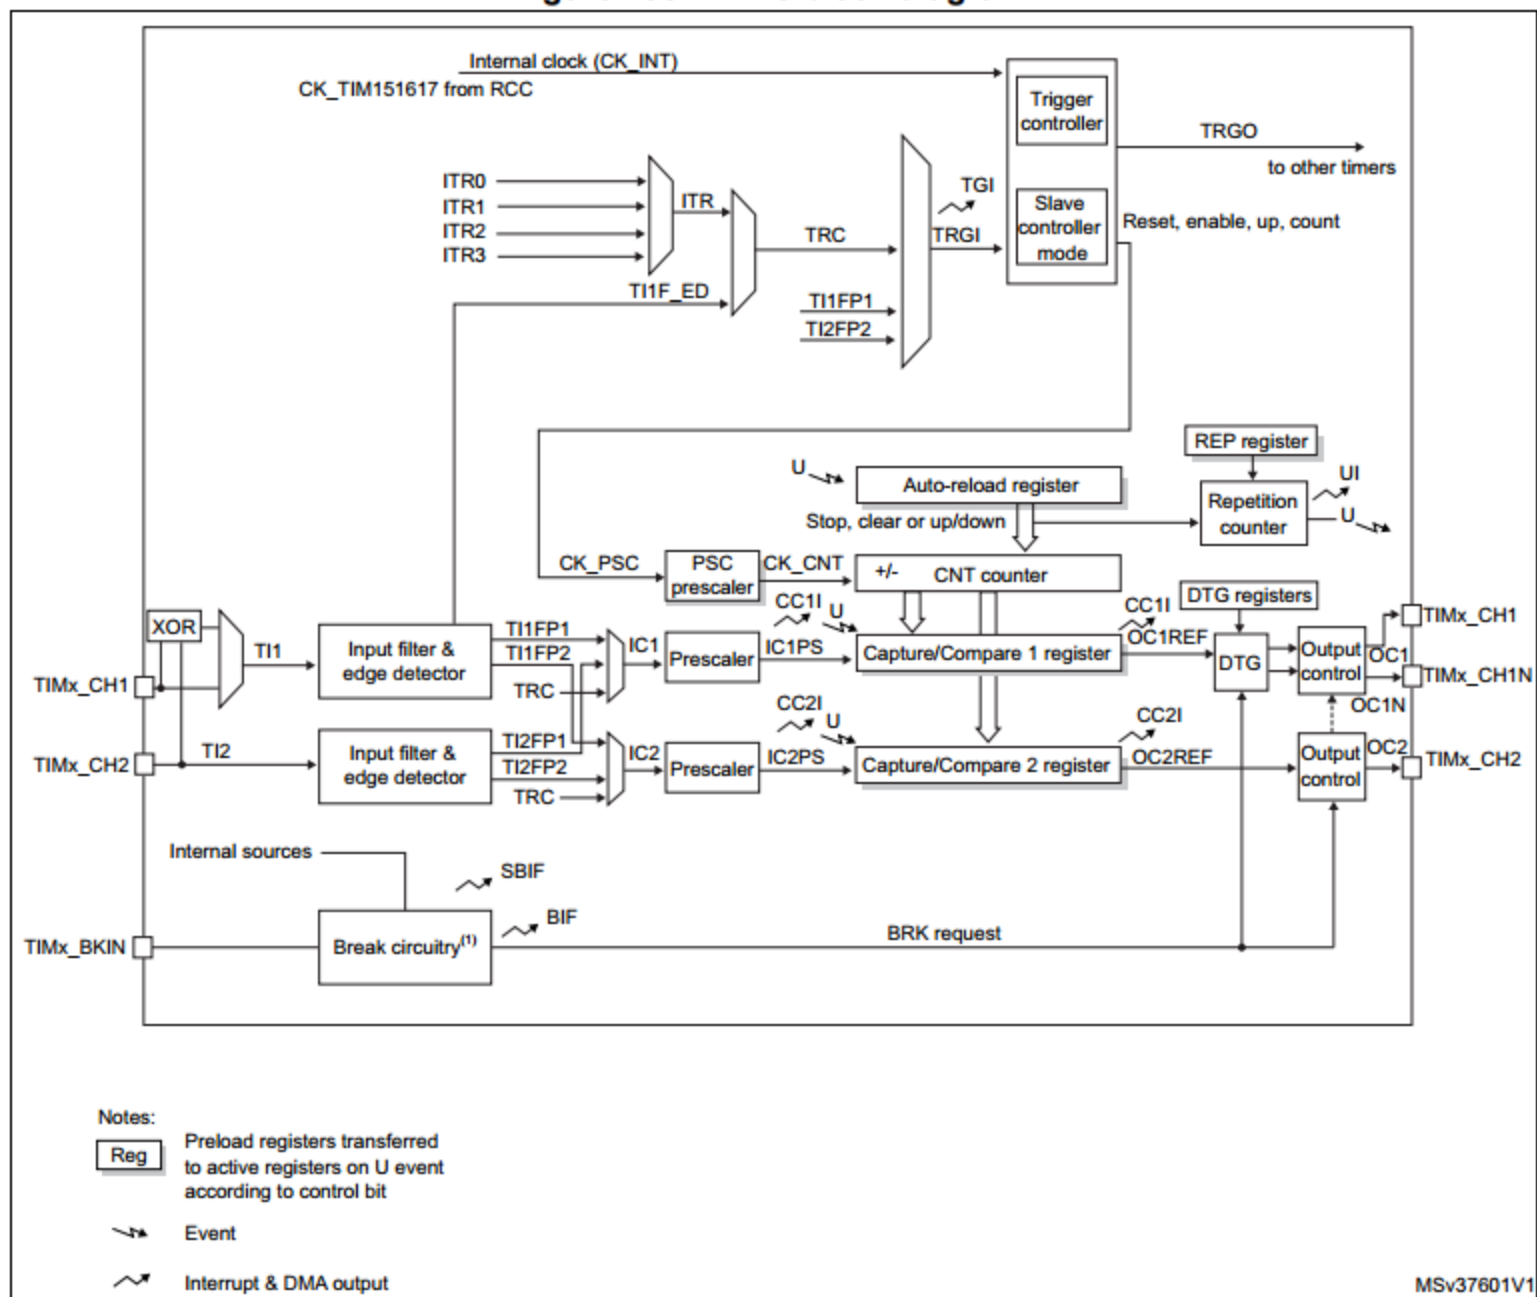 Internal clock (CK_INT)
CK_TIM151617 from RCC
Trigger
controller
TRGO
to other timers
ITR0
ITR1
ITR2
ITR3
ITR
TI1F_ED
TRC
TI1FP1
TI2FP2
TGI
TRGI
Slave
controller
mode
Reset, enable, up, count
REP register
U
Auto-reload register
UI
Repetition
counter
U
Stop, clear or up/down
CK_PSC
PSC
prescaler
CK_CNT
+/-
CNT counter
DTG registers
XOR
TI1
Input filter &
edge detector
TI1FP1
TI1FP2
TRC
IC1
Prescaler
IC1PS
CC1I
U
Capture/Compare 1 register
CC1I
OC1REF
DTG
Output
control
OC1
OC1N
TIMx_CH1
TIMx_CH1N
TIMx_CH1
TIMx_CH2
TI2
Input filter &
edge detector
TI2FP1
TI2FP2
TRC
IC2
Prescaler
IC2PS
CC2I
U
Capture/Compare 2 register
CC2I
OC2REF
Output
control
OC2
TIMx_CH2
Internal sources
SBIF
BIF
TIMx_BKIN
Break circuitry(1)
BRK request
Notes:
Reg
Preload registers transferred
to active registers on U event
according to control bit
Event
Interrupt & DMA output
MSv37601V1